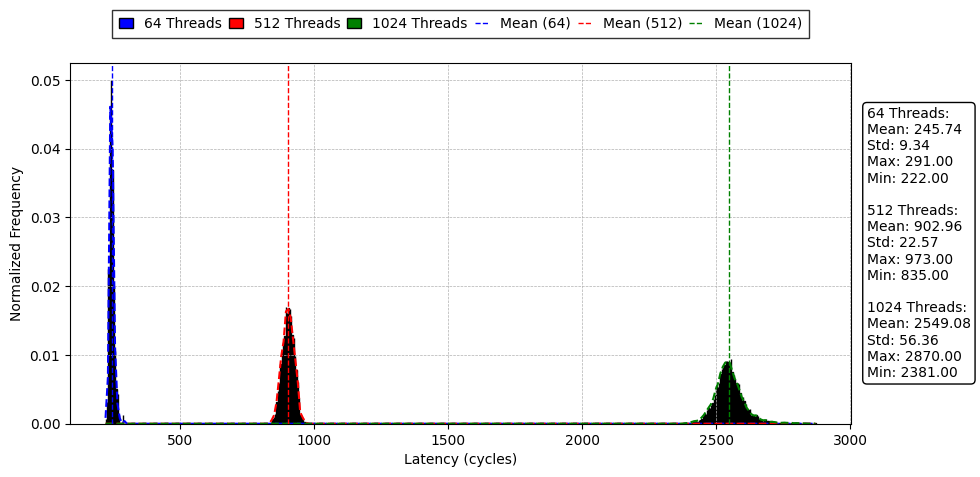 64 Threads 512 Threads 1024 Threads Mean (64) Mean (512) Mean (1024)
0.05
0.04
0.03
0.02
0.01
0.00
Normalized Frequency
500 1000 1500 2000 2500 3000
Latency (cycles)
64 Threads:
Mean: 245.74
Std: 9.34
Max: 291.00
Min: 222.00
512 Threads:
Mean: 902.96
Std: 22.57
Max: 973.00
Min: 835.00
1024 Threads:
Mean: 2549.08
Std: 56.36
Max: 2870.00
Min: 2381.00